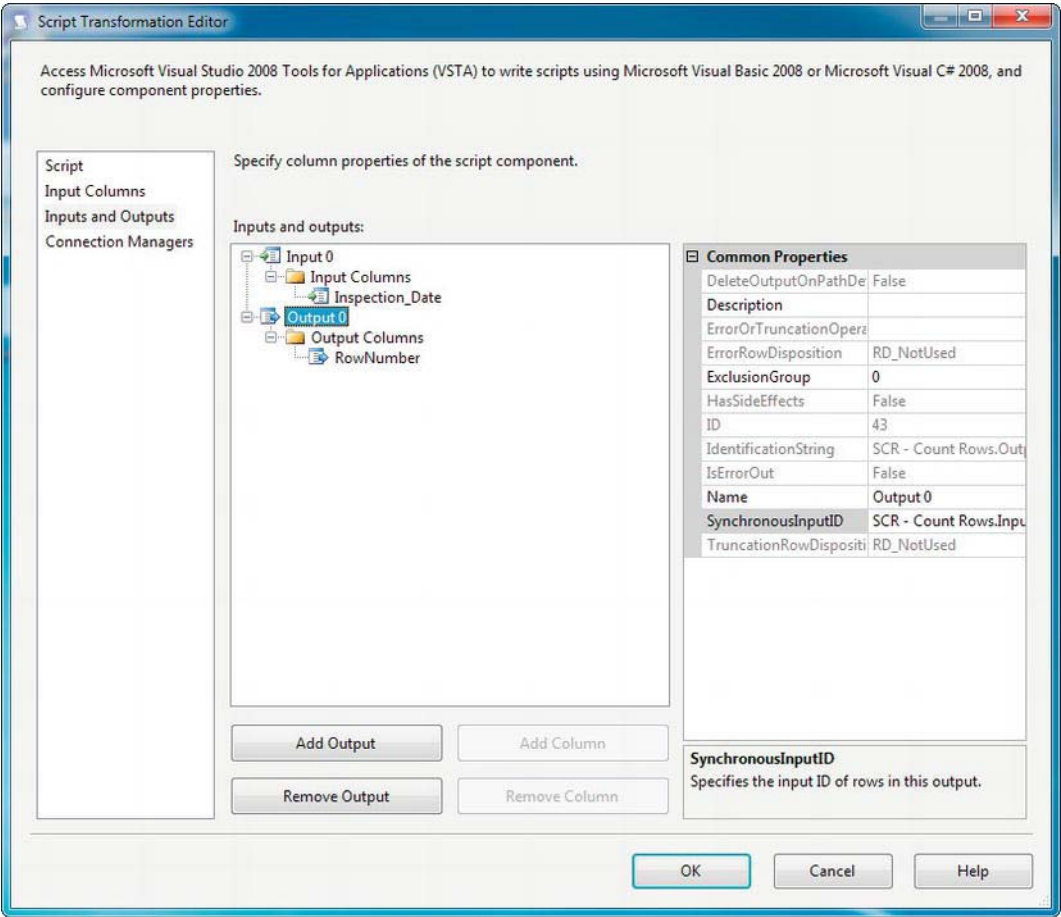 Script Transformation Editor
Access Microsoft Visual Studio 2008 Tools for Applications (VSTA) to write scripts using Microsoft Visual Basic 2008 or Microsoft Visual C# 2008, and
configure component properties.
Script
Input Columns
Inputs and Outputs
Connection Managers
Specify column properties of the script component.
Inputs and outputs:
Input 0
Input Columns
Inspection_Date
Output 0
Output Columns
RowNumber
Add Output
Add Column
Remove Output
Remove Column
Common Properties
DeleteOutputOnPathDe False
Description
ErrorOrTruncationOpera
ErrorRowDisposition RD_NotUsed
ExclusionGroup 0
HasSideEffects False
ID 43
IdentificationString SCR - Count Rows.Outp
IsErrorOut False
Name Output 0
SynchronousInputID SCR - Count Rows.Inpu
TruncationRowDispositi RD_NotUsed
SynchronousInputID
Specifies the input ID of rows in this output.
OK
Cancel
Help